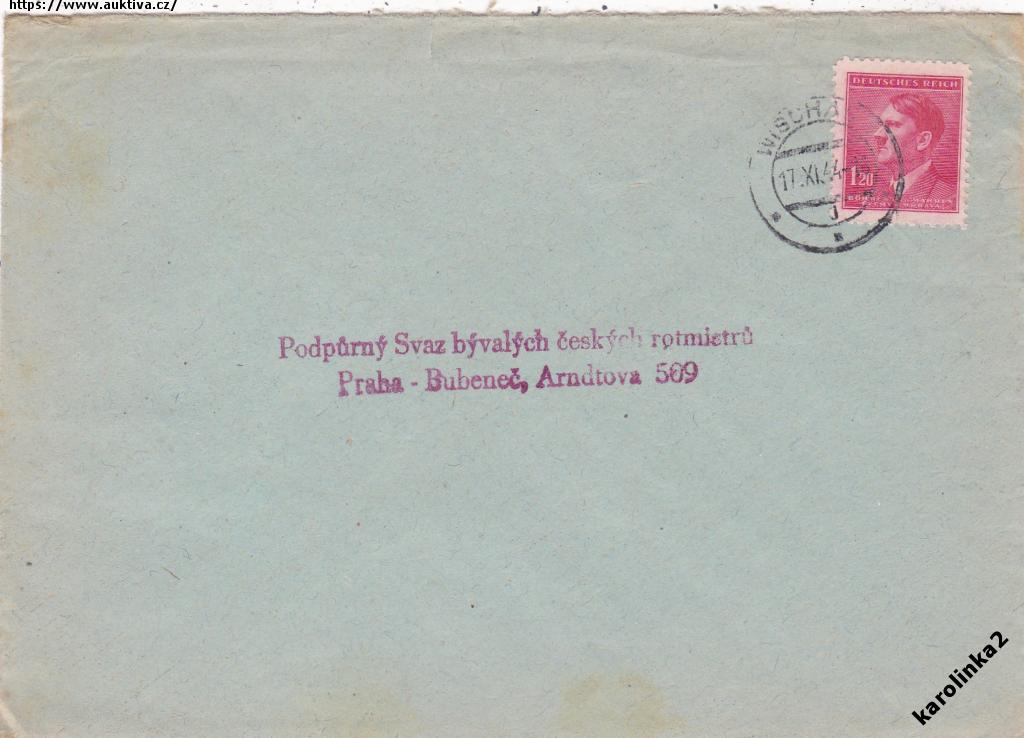 https://www.auktiva.cz/
DEUTSCHES REICH
WISCHA
17.XI.44
J
1.20
Podpůrný Svaz bývalých českých rotmistrů
Praha - Bubeneč, Arndtova 509
karolinka2